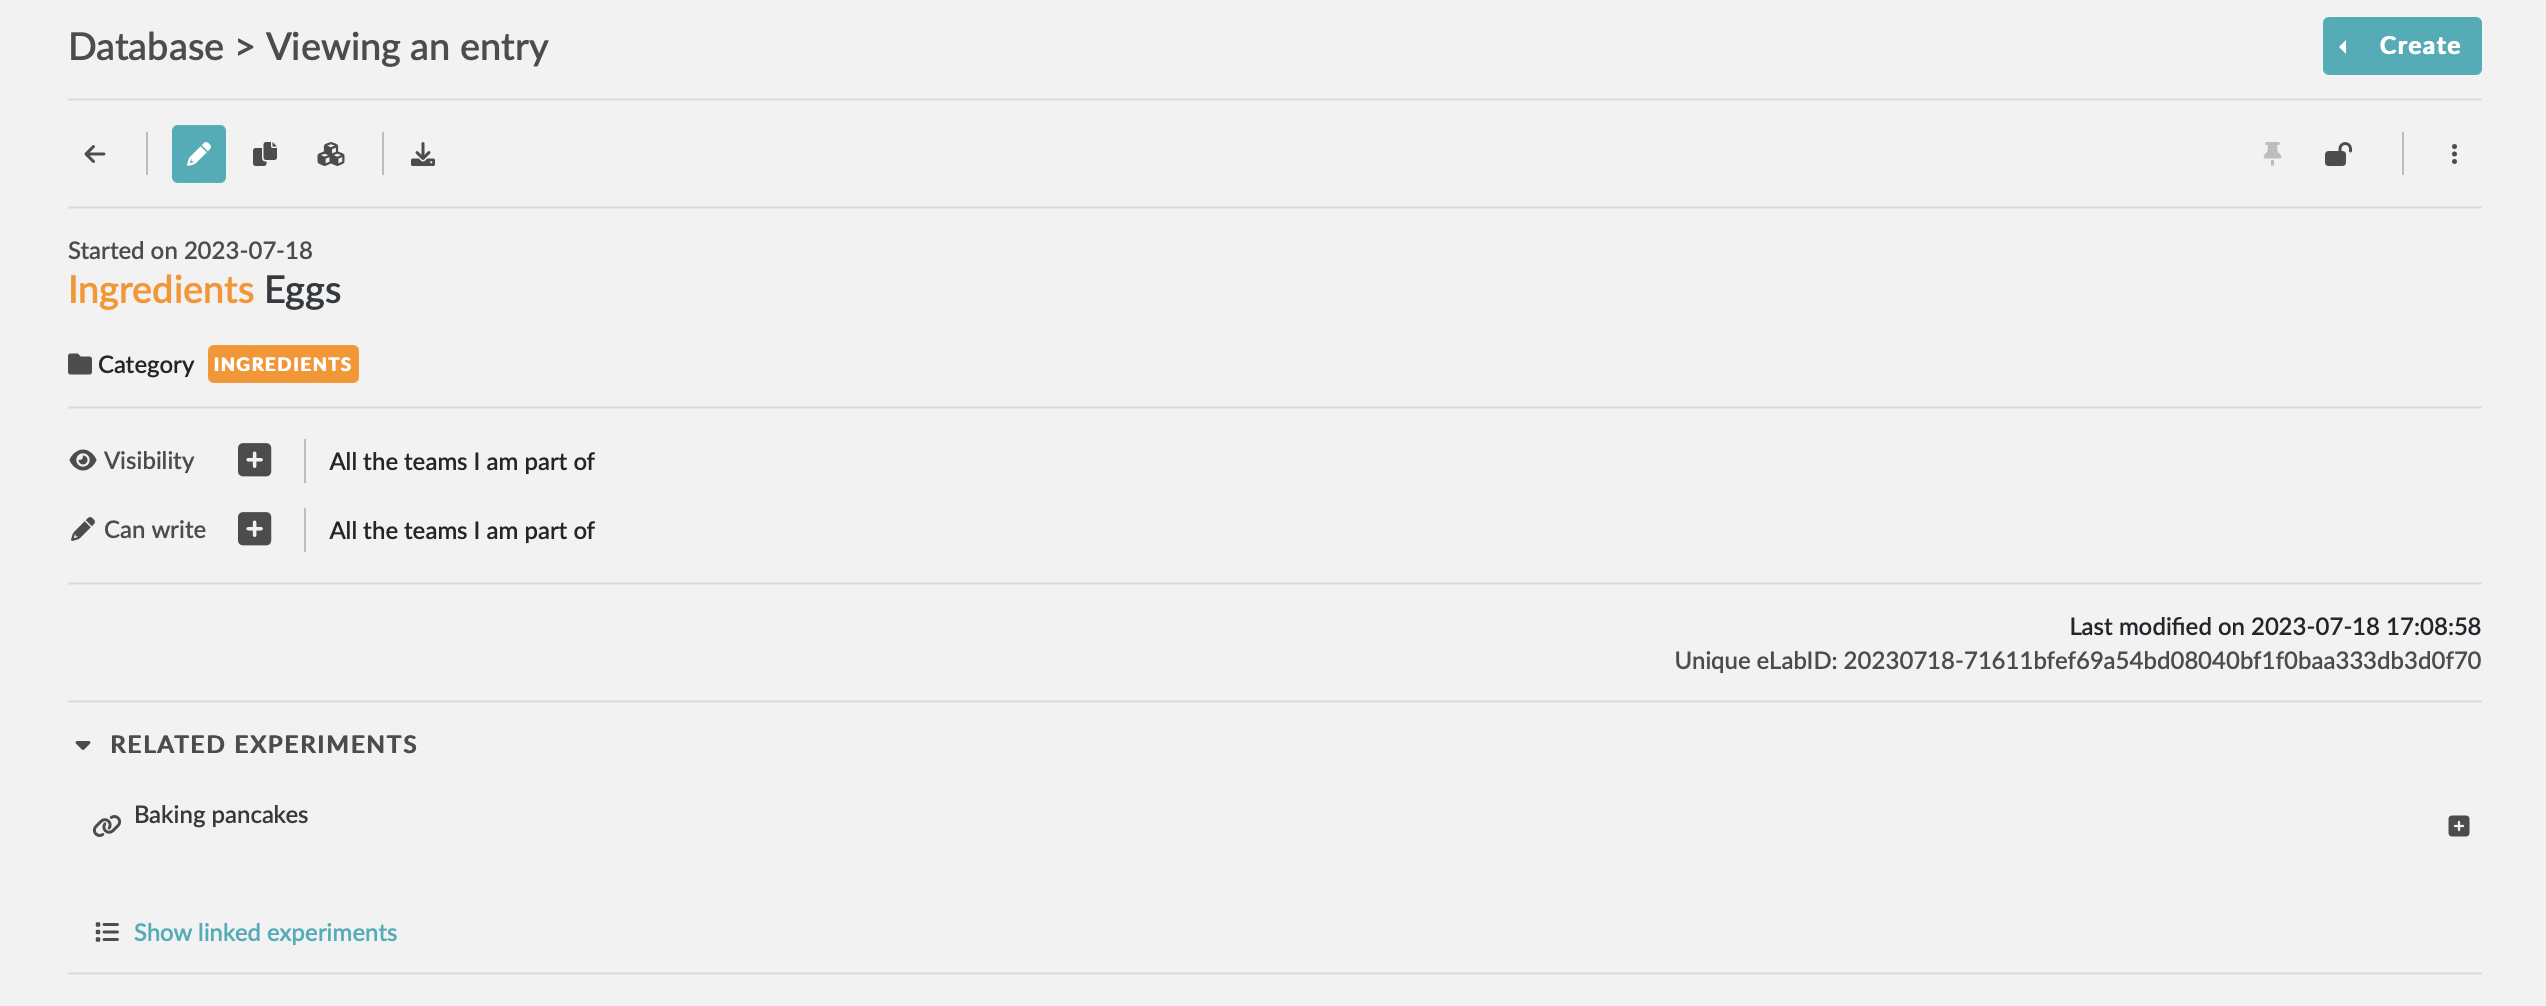 Database > Viewing an entry
Create
Started on 2023-07-18
Ingredients Eggs
Category INGREDIENTS
Visibility All the teams I am part of
Can write All the teams I am part of
Last modified on 2023-07-18 17:08:58
Unique eLabID: 20230718-71611bfef69a54bd08040bf1f0baa333db3d0f70
RELATED EXPERIMENTS
Baking pancakes
Show linked experiments